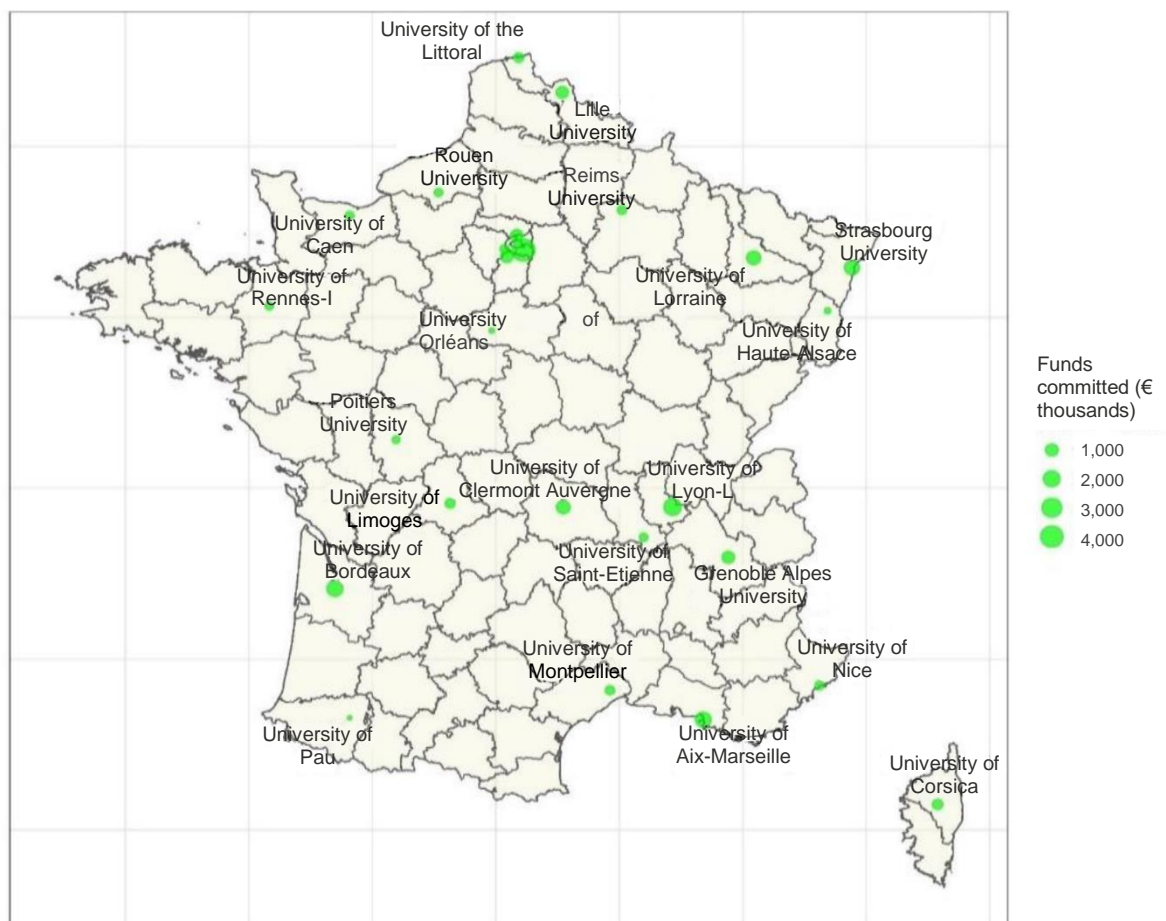 University of the
Littoral
Lille
University
Rouen
University
Reims
University
University of
Caen
Strasbourg
University
University of
Rennes-I
University of
Lorraine
University of
Orléans
University of
Haute-Alsace
Funds
committed (€
thousands)
1,000
2,000
3,000
4,000
Poitiers
University
University of
Clermont Auvergne
University of
Lyon-L
University of
Limoges
University of
Bordeaux
University of
Saint-Etienne
Grenoble Alpes
University
University of
Montpellier
University of
Nice
University of
Pau
University of
Aix-Marseille
University of
Corsica